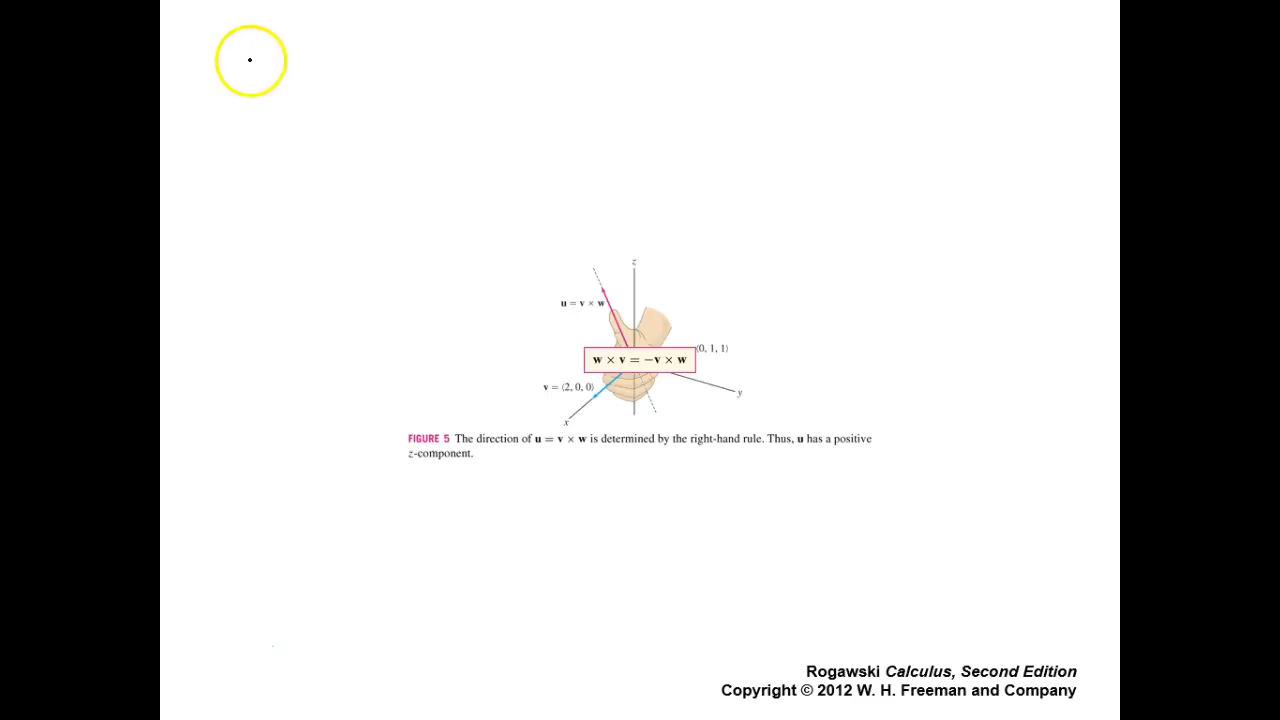 z
u = v × w
(0, 1, 1)
w × v = −v × w
v = ⟨2, 0, 0⟩
y
x
FIGURE 5 The direction of u = v × w is determined by the right-hand rule. Thus, u has a positive
z-component.
Rogawski Calculus, Second Edition
Copyright © 2012 W. H. Freeman and Company